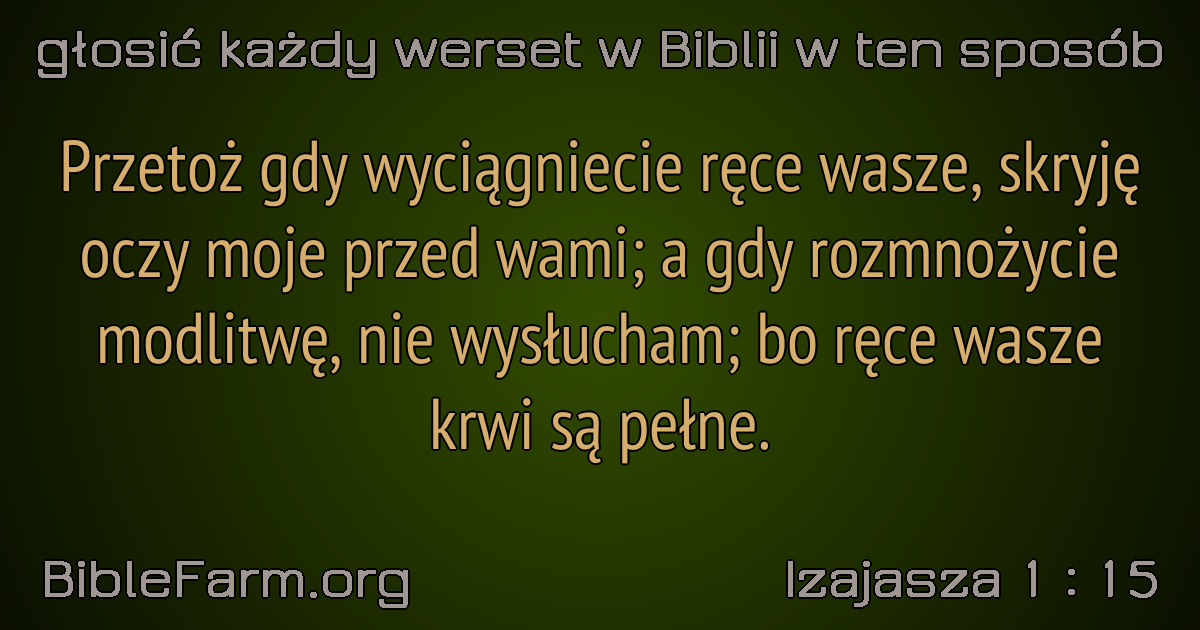 głosić każdy werset w Biblii w ten sposób
Przetoż gdy wyciągniecie ręce wasze, skryję
oczy moje przed wami; a gdy rozmnożycie
modlitwę, nie wysłucham; bo ręce wasze
krwi są pełne.
BibleFarm.org
Izajasza 1 : 15